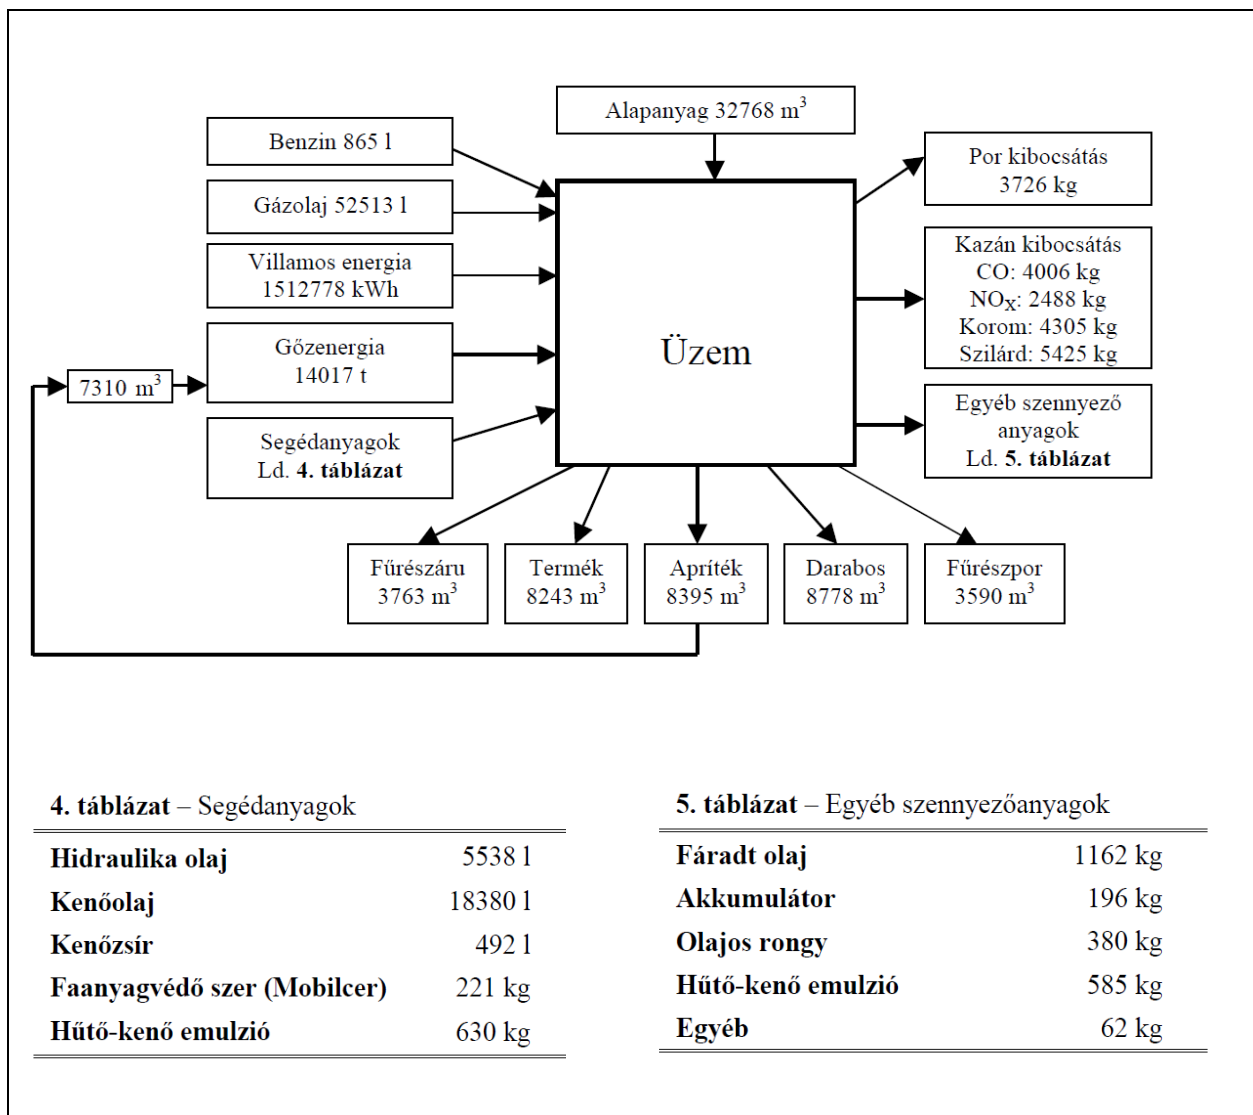 Alapanyag 32768 m³
Benzin 865 l
Gázolaj 52513 l
Villamos energia
1512778 kWh
Gőzenergia
14017 t
7310 m³
Segédanyagok
Ld. 4. táblázat
Üzem
Por kibocsátás
3726 kg
Kazán kibocsátás
CO: 4006 kg
NOx: 2488 kg
Korom: 4305 kg
Szilárd: 5425 kg
Egyéb szennyező
anyagok
Ld. 5. táblázat
Fűrészáru
3763 m³
Termék
8243 m³
Apríték
8395 m³
Darabos
8778 m³
Fűrészpor
3590 m³
4. táblázat – Segédanyagok
Hidraulika olaj 5538 l
Kenőolaj 18380 l
Kenőzsír 492 l
Faanyagvédő szer (Mobilcer) 221 kg
Hűtő-kenő emulzió 630 kg
5. táblázat – Egyéb szennyezőanyagok
Fáradt olaj 1162 kg
Akkumulátor 196 kg
Olajos rongy 380 kg
Hűtő-kenő emulzió 585 kg
Egyéb 62 kg